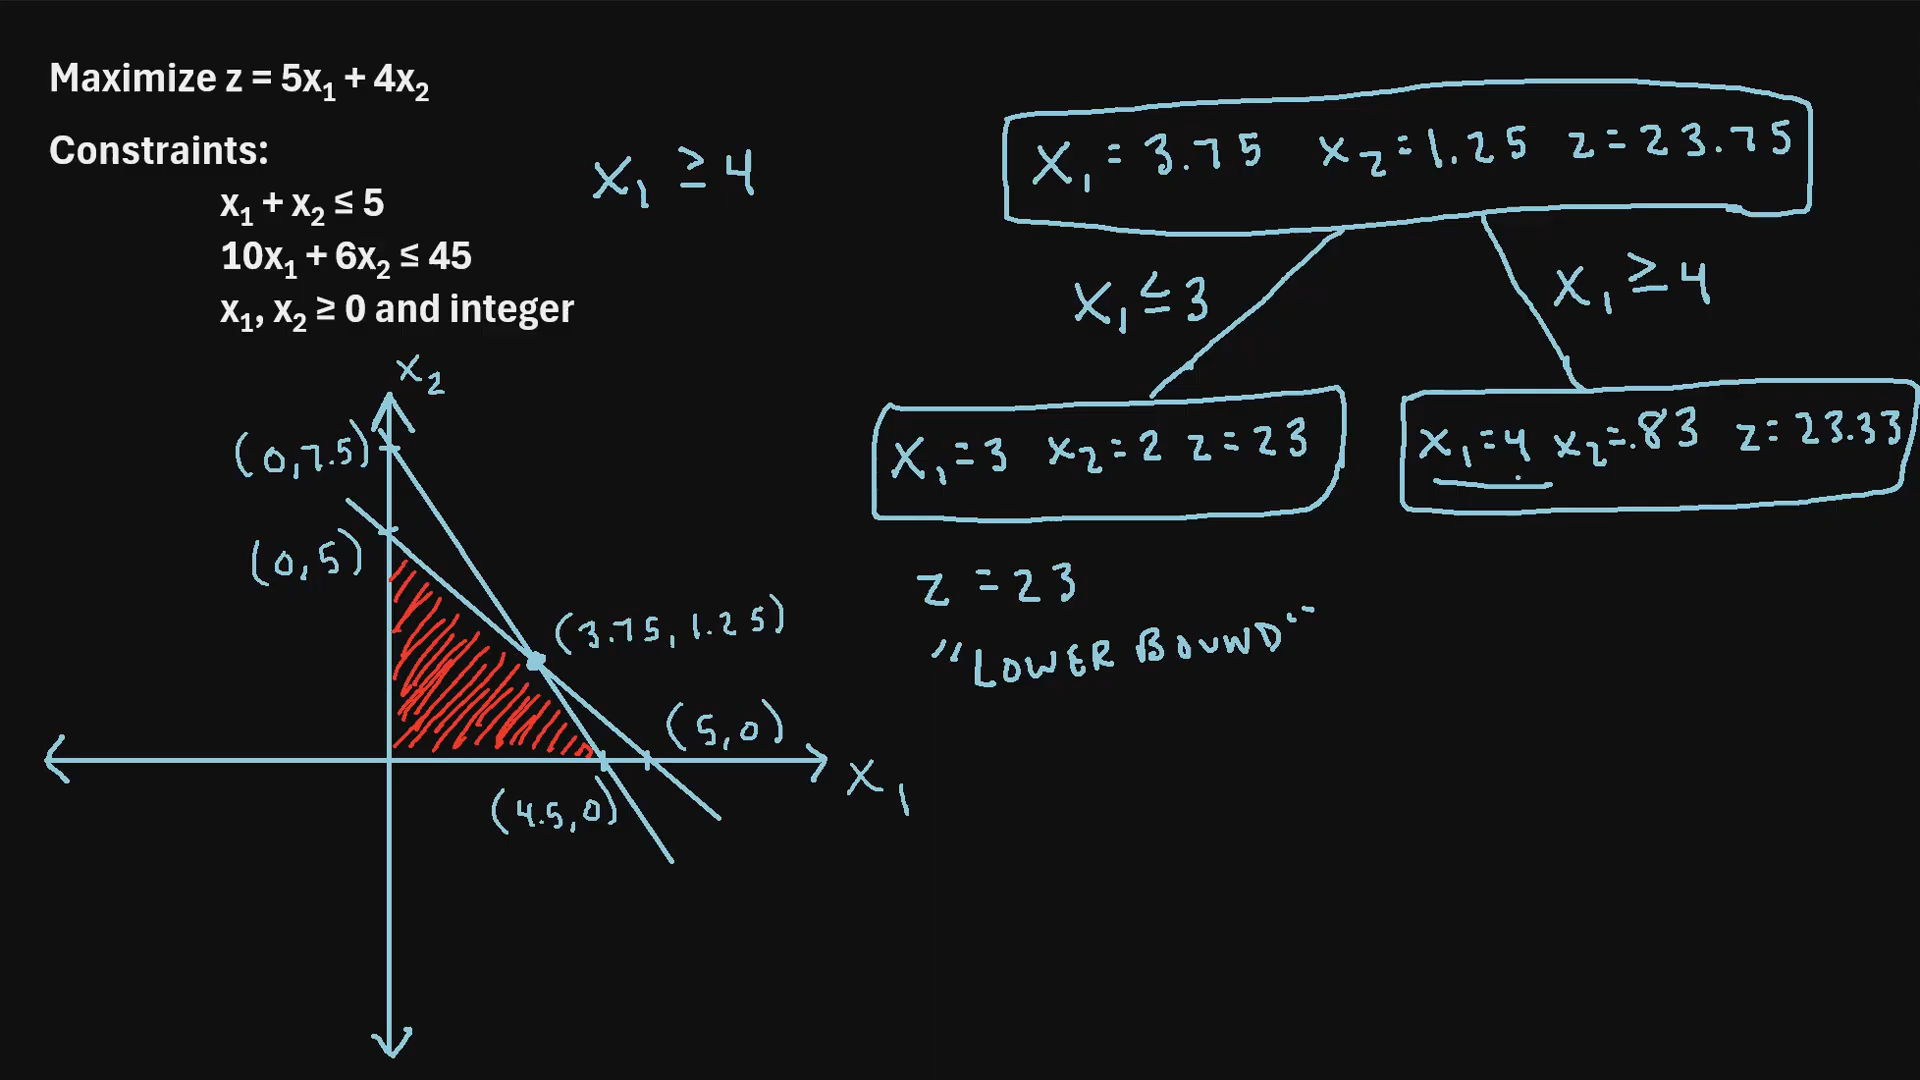 Maximize z = 5x₁ + 4x₂
Constraints:
x₁ + x₂ ≤ 5
10x₁ + 6x₂ ≤ 45
x₁, x₂ ≥ 0 and integer
x₁ ≥ 4
x₁ = 3.75 x₂ = 1.25 z = 23.75
x₁ ≤ 3
x₁ ≥ 4
x₁ = 3 x₂ = 2 z = 23
x₁ = 4 x₂ = .83 z = 23.33
z = 23
"LOWER BOUND"
x₂
(0, 7.5)
(0, 5)
(3.75, 1.25)
(5, 0)
x₁
(4.5, 0)